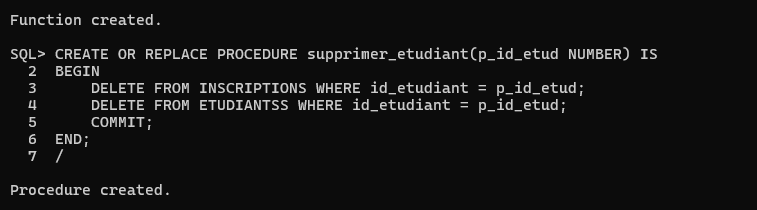 Function created.
SQL> CREATE OR REPLACE PROCEDURE supprimer_etudiant(p_id_etud NUMBER) IS
  2  BEGIN
  3      DELETE FROM INSCRIPTIONS WHERE id_etudiant = p_id_etud;
  4      DELETE FROM ETUDIANTSS WHERE id_etudiant = p_id_etud;
  5      COMMIT;
  6  END;
  7  /
Procedure created.